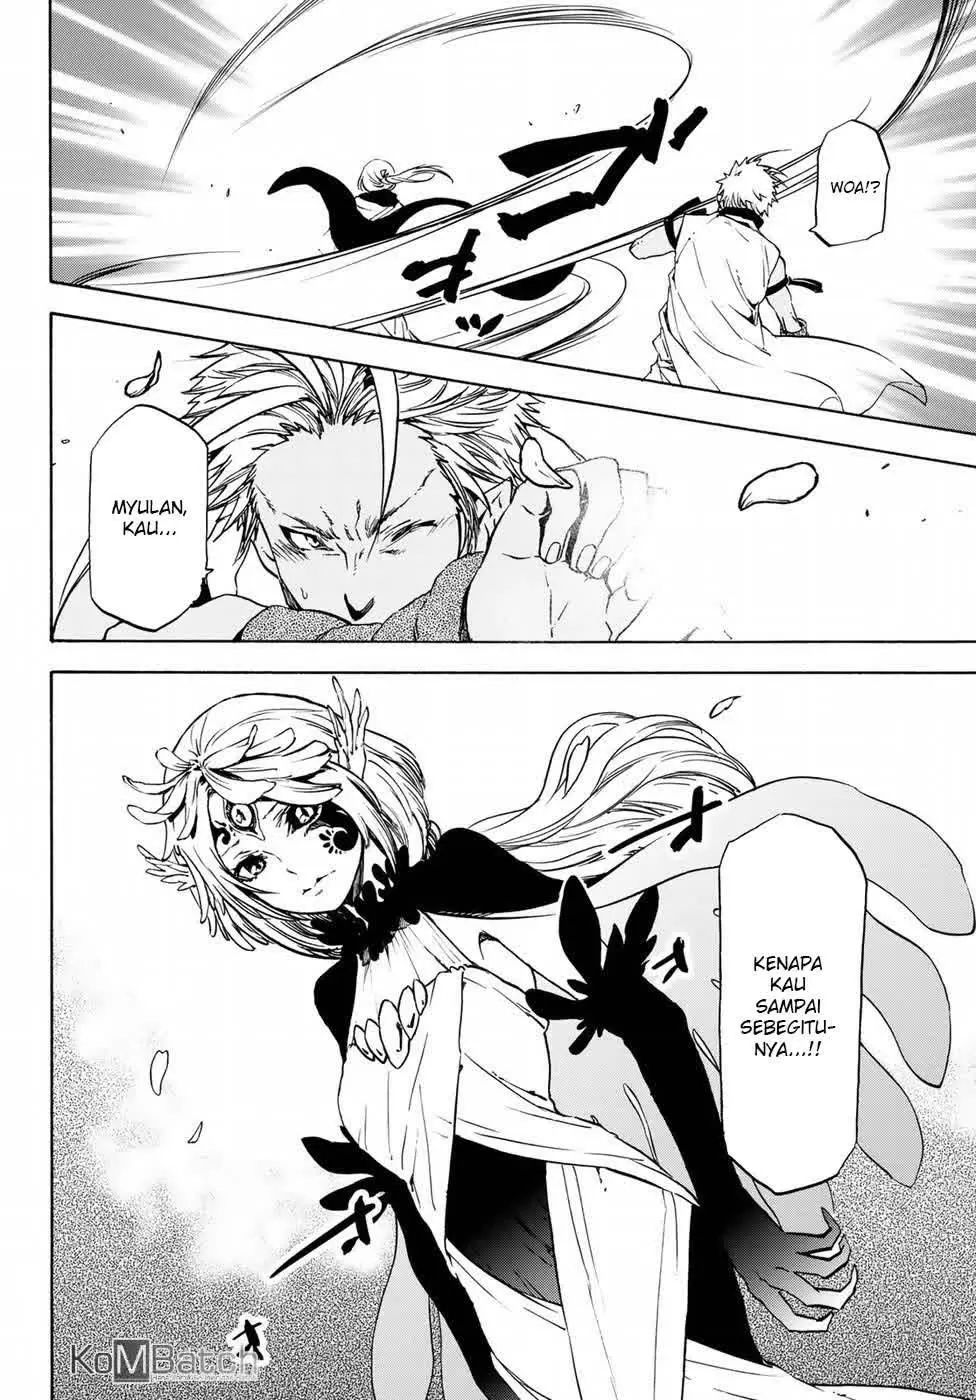 WOA!?
MYULAN,
KAU...
KENAPA
KAU
SAMPAI
SEBEGITU-
NYA...!!
KOMBatch